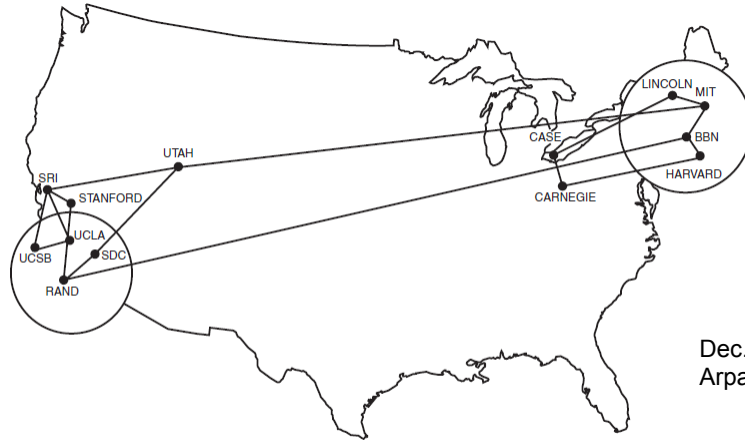 LINCOLN
MIT
CASE
BBN
UTAH
HARVARD
SRI
CARNEGIE
STANFORD
UCLA
UCSB
SDC
RAND
Dec.
Arpa